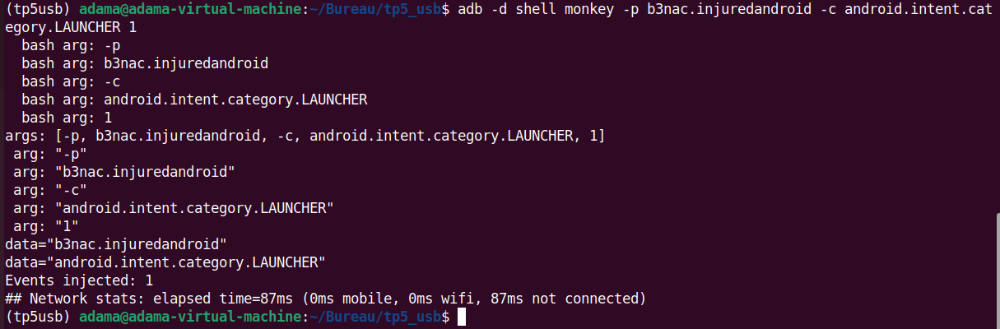 (tp5usb) adama@adama-virtual-machine:~/Bureau/tp5_usb$ adb -d shell monkey -p b3nac.injuredandroid -c android.intent.cat
egory.LAUNCHER 1
  bash arg: -p
  bash arg: b3nac.injuredandroid
  bash arg: -c
  bash arg: android.intent.category.LAUNCHER
  bash arg: 1
args: [-p, b3nac.injuredandroid, -c, android.intent.category.LAUNCHER, 1]
 arg: "-p"
 arg: "b3nac.injuredandroid"
 arg: "-c"
 arg: "android.intent.category.LAUNCHER"
 arg: "1"
data="b3nac.injuredandroid"
data="android.intent.category.LAUNCHER"
Events injected: 1
## Network stats: elapsed time=87ms (0ms mobile, 0ms wifi, 87ms not connected)
(tp5usb) adama@adama-virtual-machine:~/Bureau/tp5_usb$